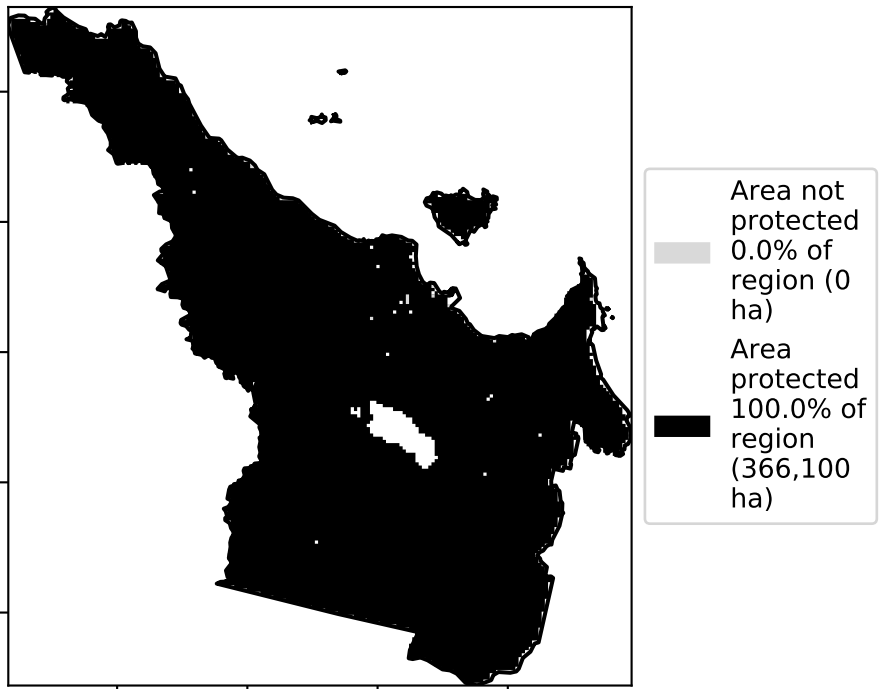 Area not
protected
0.0% of
region (0
ha)
Area
protected
100.0% of
region
(366,100
ha)